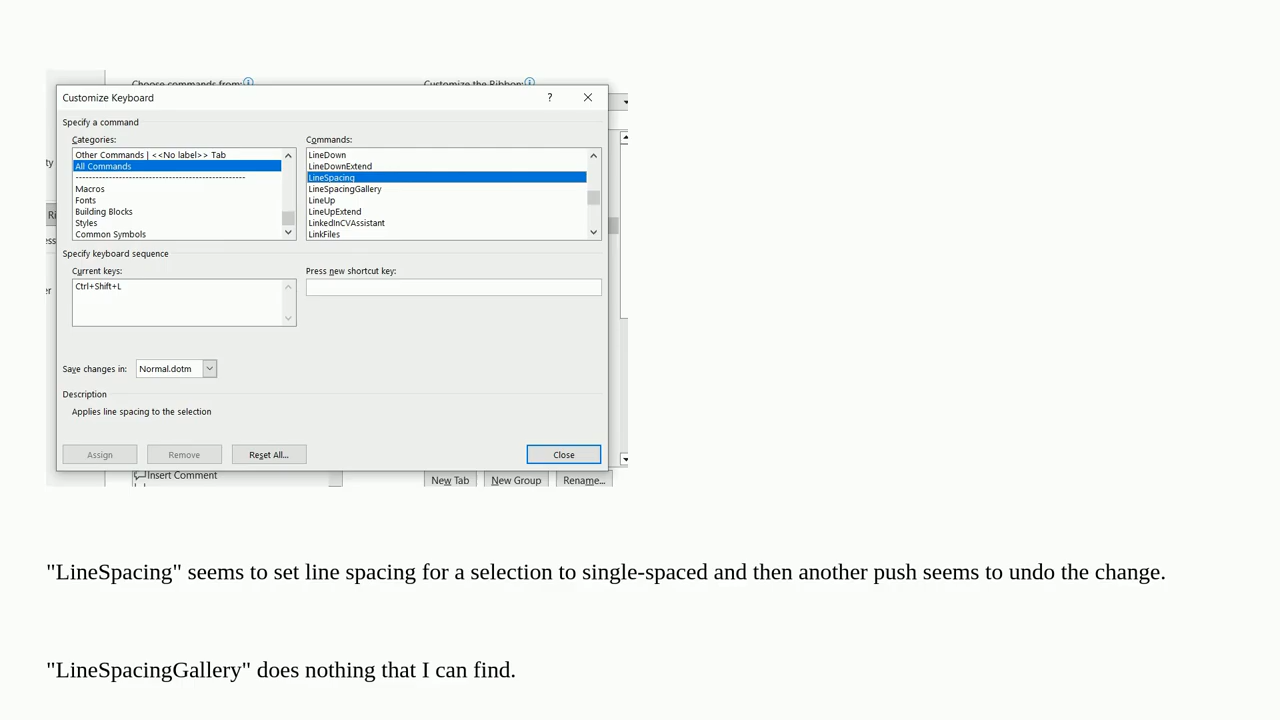 Choose commands from:
Customize the Ribbon:
Customize Keyboard
?
Specify a command
Categories:
Commands:
Other Commands | <<No label>> Tab
All Commands
------------------------------------------------
Macros
Fonts
Building Blocks
Styles
Common Symbols
LineDown
LineDownExtend
LineSpacing
LineSpacingGallery
LineUp
LineUpExtend
LinkedInCVAssistant
LinkFiles
Specify keyboard sequence
Current keys:
Press new shortcut key:
Ctrl+Shift+L
Save changes in:
Normal.dotm
Description
Applies line spacing to the selection
Assign
Remove
Reset All...
Close
Insert Comment
New Tab
New Group
Rename...
"LineSpacing" seems to set line spacing for a selection to single-spaced and then another push seems to undo the change.
"LineSpacingGallery" does nothing that I can find.